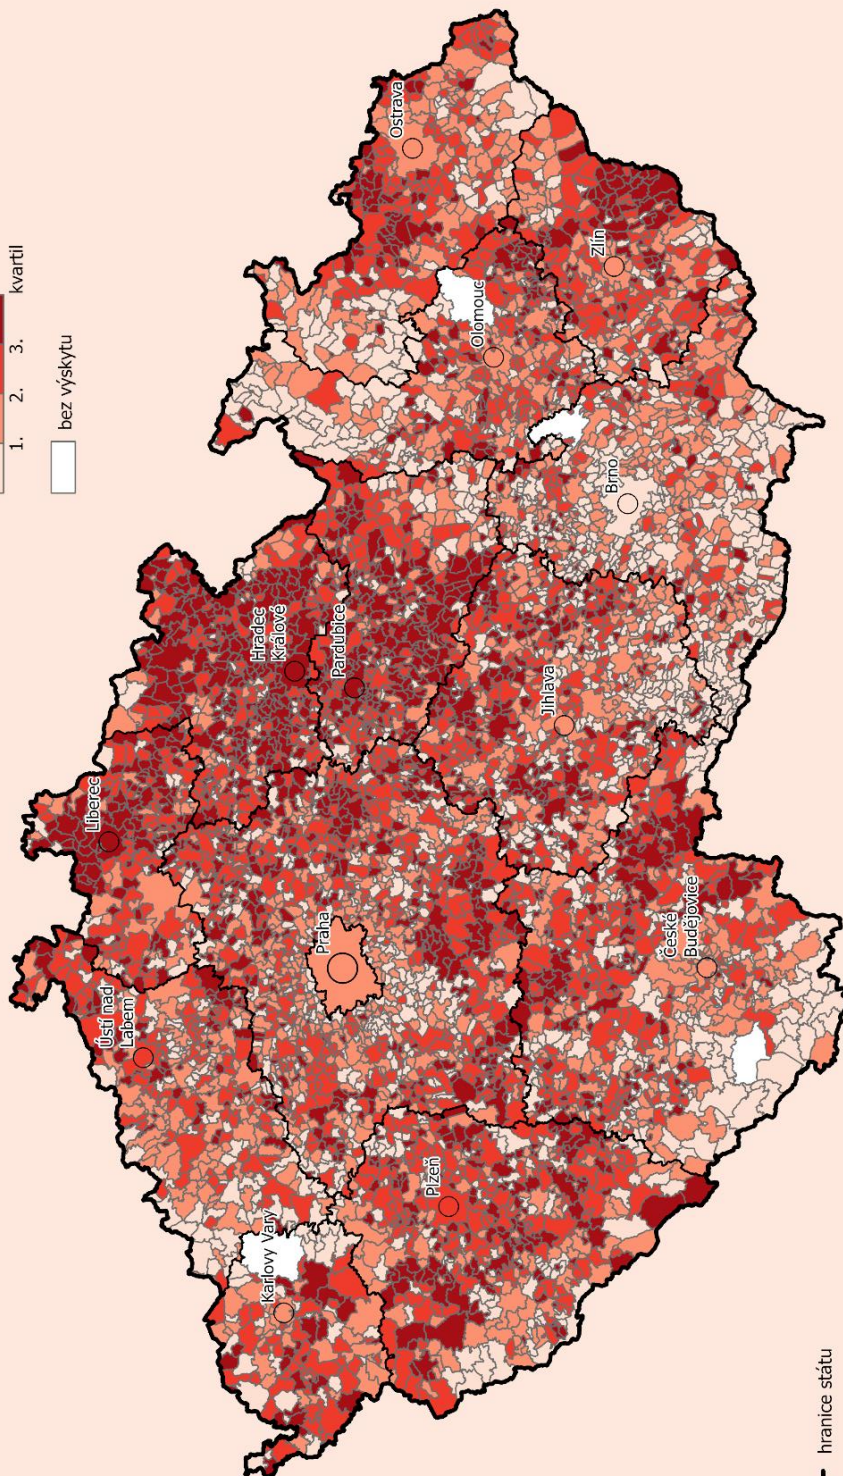 1.
2.
3.
kvartil
bez výskytu
Liberec
Ústí nad
Labem
Karlovy Vary
Praha
Hradec
Králové
Pardubice
Plzeň
Olomouc
Ostrava
Jihlava
Zlín
Brno
České
Budějovice
hranice státu